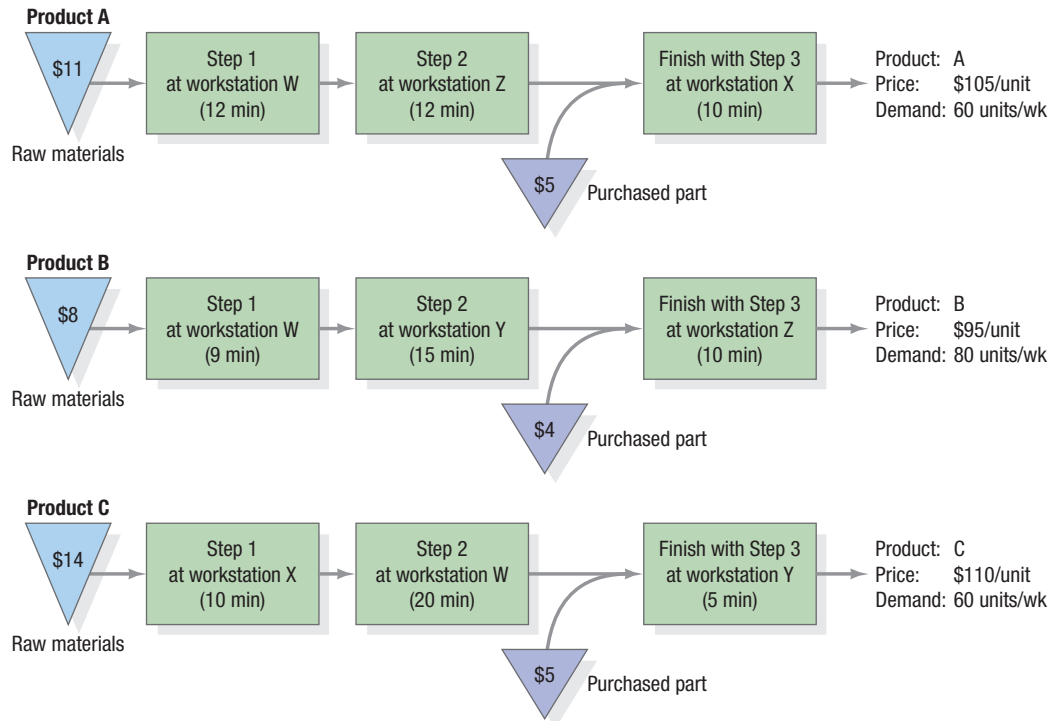 Product A
$11
Raw materials
Step 1
at workstation W
(12 min)
Step 2
at workstation Z
(12 min)
$5
Purchased part
Finish with Step 3
at workstation X
(10 min)
Product: A
Price: $105/unit
Demand: 60 units/wk
Product B
$8
Raw materials
Step 1
at workstation W
(9 min)
Step 2
at workstation Y
(15 min)
$4
Purchased part
Finish with Step 3
at workstation Z
(10 min)
Product: B
Price: $95/unit
Demand: 80 units/wk
Product C
$14
Raw materials
Step 1
at workstation X
(10 min)
Step 2
at workstation W
(20 min)
$5
Purchased part
Finish with Step 3
at workstation Y
(5 min)
Product: C
Price: $110/unit
Demand: 60 units/wk